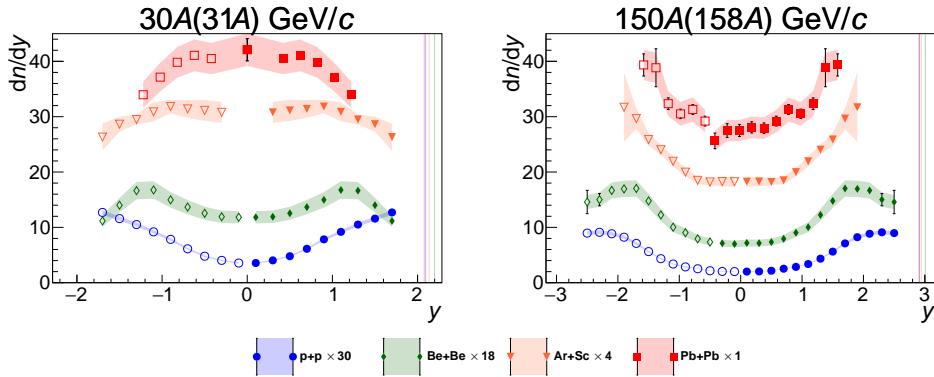 30A(31A) GeV/c
150A(158A) GeV/c
dn/dy
40
30
20
10
0
−2 −1 0 1 2
y
dn/dy
40
30
20
10
0
−3 −2 −1 0 1 2 3
y
p+p × 30
Be+Be × 18
Ar+Sc × 4
Pb+Pb × 1